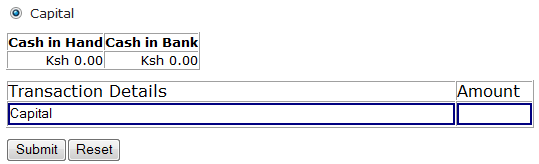 Capital
Cash in Hand Cash in Bank
Ksh 0.00 Ksh 0.00
Transaction Details Amount
Capital
Submit Reset